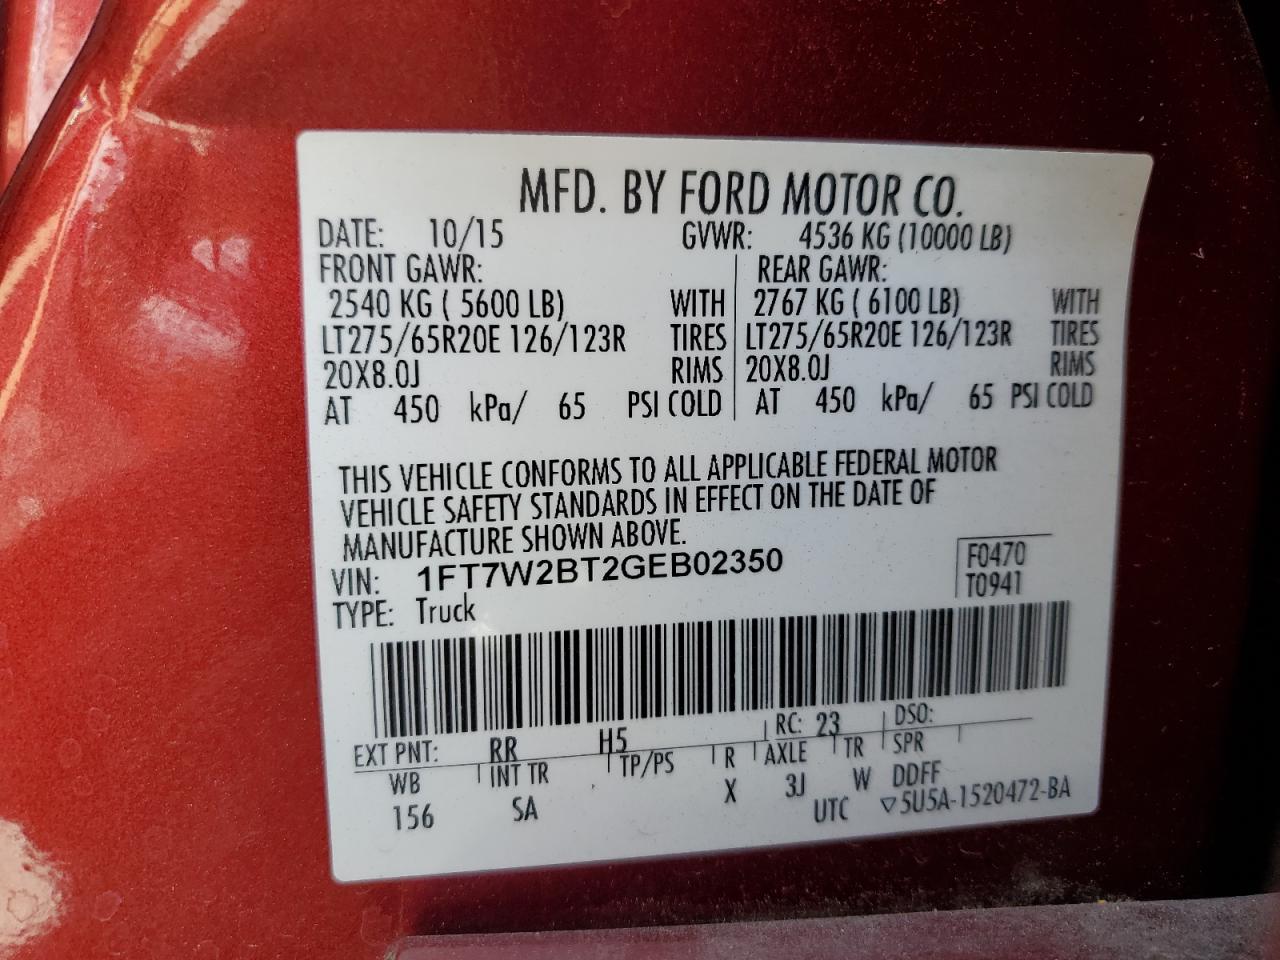 MFD. BY FORD MOTOR CO.
DATE: 10/15 GVWR: 4536 KG (10000 LB)
FRONT GAWR: REAR GAWR:
2540 KG ( 5600 LB) WITH 2767 KG ( 6100 LB) WITH
LT275/65R20E 126/123R TIRES LT275/65R20E 126/123R TIRES
20X8.0J RIMS 20X8.0J RIMS
AT 450 kPa/ 65 PSI COLD AT 450 kPa/ 65 PSI COLD
THIS VEHICLE CONFORMS TO ALL APPLICABLE FEDERAL MOTOR
VEHICLE SAFETY STANDARDS IN EFFECT ON THE DATE OF
MANUFACTURE SHOWN ABOVE.
VIN: 1FT7W2BT2GEB02350 F0470
TYPE: Truck T0941
EXT PNT: RR H5 RC: 23 DSO:
WB INT TR TP/PS R AXLE TR SPR
156 SA X 3J W DDFF
UTC ▽5U5A-1520472-BA